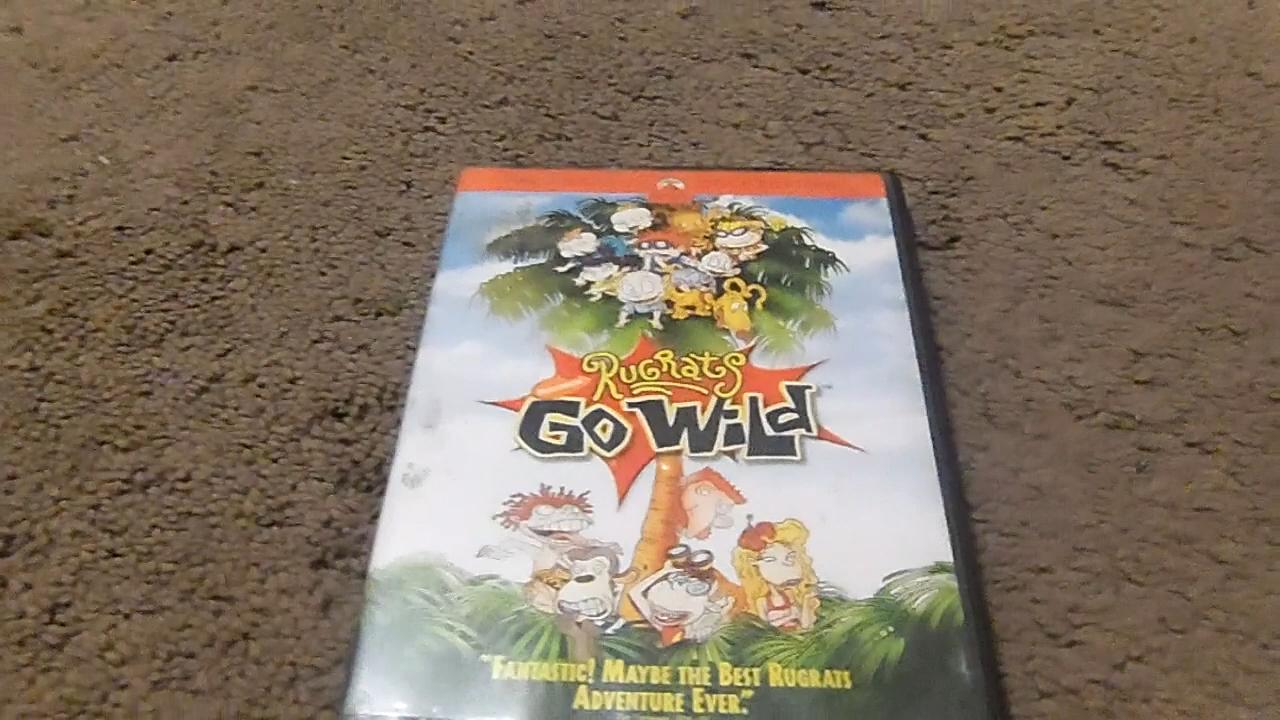 Rugrats
Go Wild
"Fantastic! Maybe the Best Rugrats
Adventure Ever."